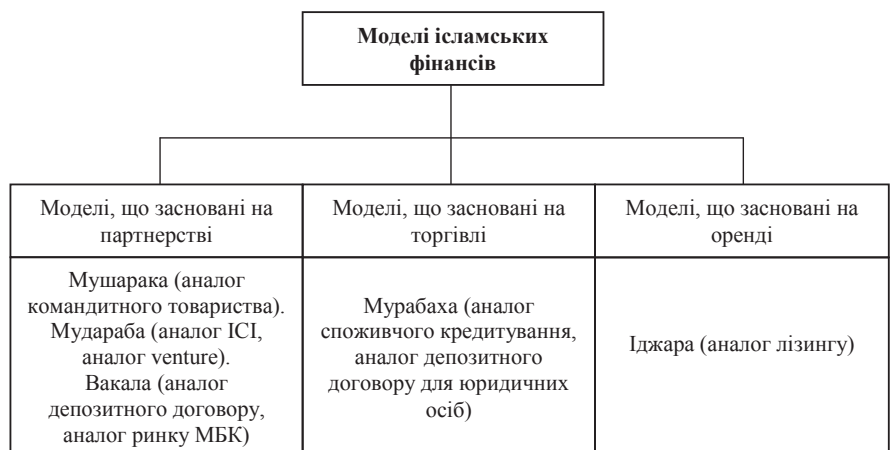 Моделі ісламських
фінансів
Моделі, що засновані на
партнерстві
Моделі, що засновані на
торгівлі
Моделі, що засновані на
оренді
Мушарака (аналог
командитного товариства).
Мудараба (аналог ІСІ,
аналог venture).
Вакала (аналог
депозитного договору,
аналог ринку МБК)
Мурабаха (аналог
споживчого кредитування,
аналог депозитного
договору для юридичних
осіб)
Іджара (аналог лізингу)